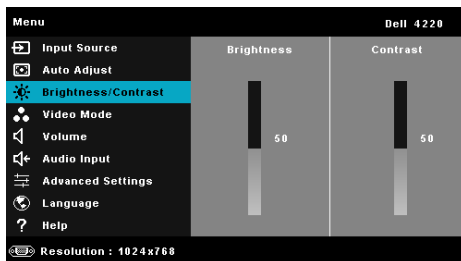 Menu Dell 4220
Input Source Brightness Contrast
Auto Adjust
Brightness/Contrast
Video Mode
Volume 50 50
Audio Input
Advanced Settings
Language
? Help
Resolution : 1024x768